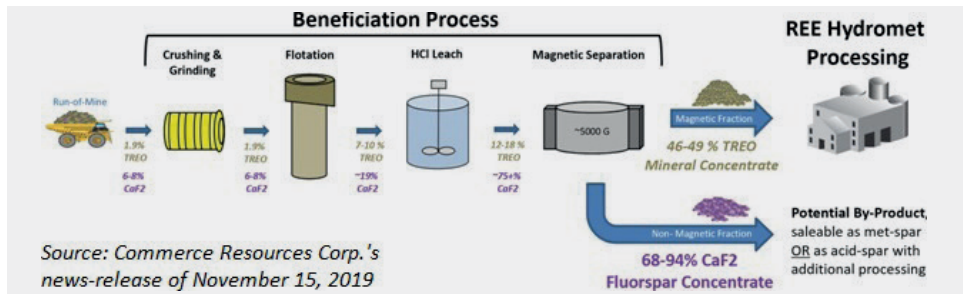 Beneficiation Process
REE Hydromet
Processing
Crushing &
Grinding
Flotation
HCl Leach
Magnetic Separation
Run-of-Mine
1.9%
TREO
6-8%
CaF2
1.9%
TREO
6-8%
CaF2
7-10 %
TREO
~19%
CaF2
12-18 %
TREO
~75+%
CaF2
~5000 G
Magnetic Fraction
46-49 % TREO
Mineral Concentrate
Non- Magnetic Fraction
68-94% CaF2
Fluorspar Concentrate
Potential By-Product,
saleable as met-spar
OR as acid-spar with
additional processing
Source: Commerce Resources Corp.'s
news-release of November 15, 2019